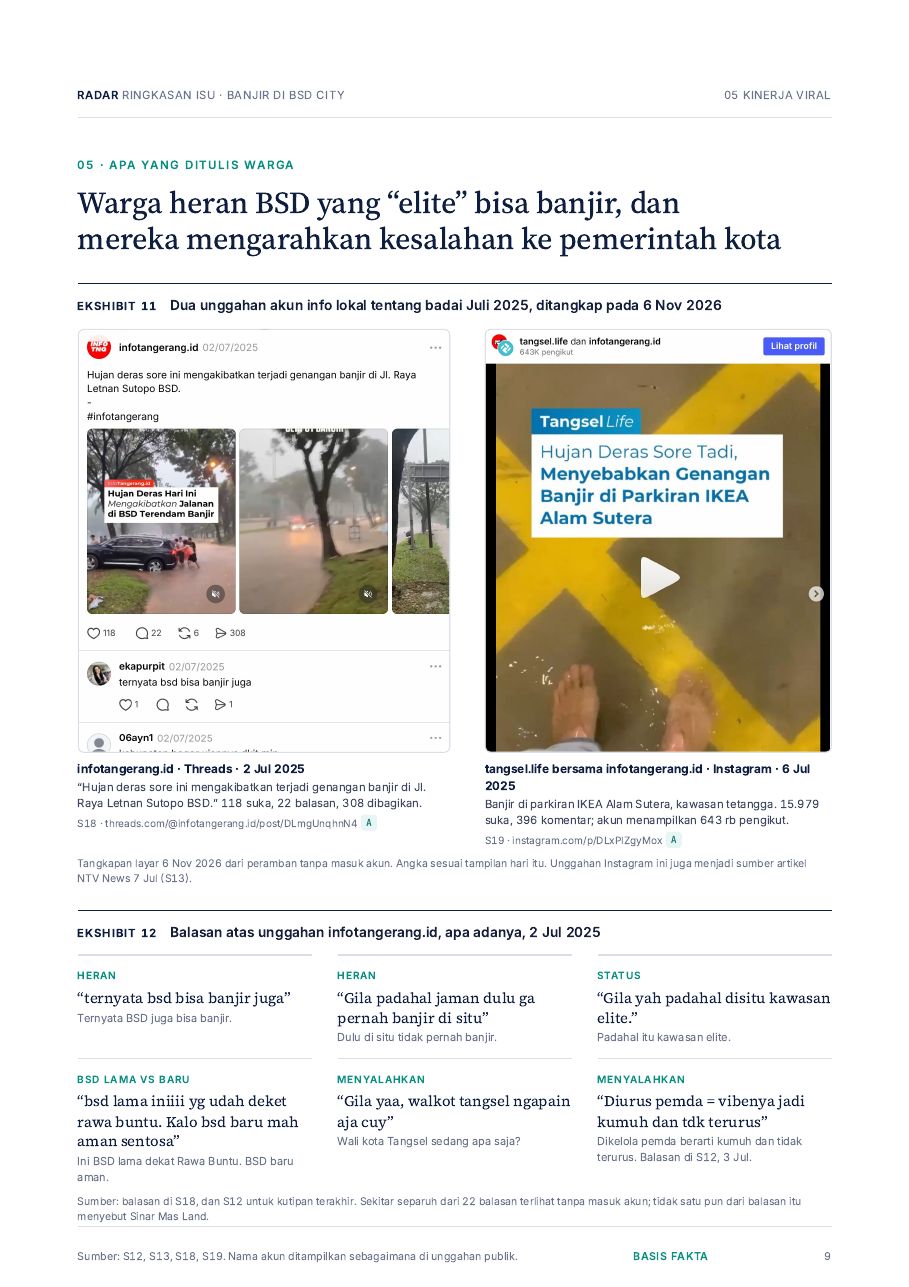 RADAR RINGKASAN ISU · BANJIR DI BSD CITY
05 KINERJA VIRAL
05 · APA YANG DITULIS WARGA
Warga heran BSD yang “elite” bisa banjir, dan
mereka mengarahkan kesalahan ke pemerintah kota
EKSHIBIT 11 Dua unggahan akun info lokal tentang badai Juli 2025, ditangkap pada 6 Nov 2026
INFO TNG
infotangerang.id 02/07/2025
Hujan deras sore ini mengakibatkan terjadi genangan banjir di Jl. Raya
Letnan Sutopo BSD.
-
#infotangerang
infoTangerang.id
Hujan Deras Hari Ini
Mengakibatkan Jalanan
di BSD Terendam Banjir
118 22 6 308
ekapurpit 02/07/2025
ternyata bsd bisa banjir juga
1 1
06ayn1 02/07/2025
tangsel.life dan infotangerang.id
643K pengikut
Lihat profil
Tangsel Life
Hujan Deras Sore Tadi,
Menyebabkan Genangan
Banjir di Parkiran IKEA
Alam Sutera
infotangerang.id · Threads · 2 Jul 2025
“Hujan deras sore ini mengakibatkan terjadi genangan banjir di Jl.
Raya Letnan Sutopo BSD.” 118 suka, 22 balasan, 308 dibagikan.
S18 · threads.com/@infotangerang.id/post/DLmgUnqhnN4 A
tangsel.life bersama infotangerang.id · Instagram · 6 Jul
2025
Banjir di parkiran IKEA Alam Sutera, kawasan tetangga. 15.979
suka, 396 komentar; akun menampilkan 643 rb pengikut.
S19 · instagram.com/p/DLxPlZgyMox A
Tangkapan layar 6 Nov 2026 dari peramban tanpa masuk akun. Angka sesuai tampilan hari itu. Unggahan Instagram ini juga menjadi sumber artikel
NTV News 7 Jul (S13).
EKSHIBIT 12 Balasan atas unggahan infotangerang.id, apa adanya, 2 Jul 2025
HERAN
“ternyata bsd bisa banjir juga”
Ternyata BSD juga bisa banjir.
HERAN
“Gila padahal jaman dulu ga
pernah banjir di situ”
Dulu di situ tidak pernah banjir.
STATUS
“Gila yah padahal disitu kawasan
elite.”
Padahal itu kawasan elite.
BSD LAMA VS BARU
“bsd lama iniiii yg udah deket
rawa buntu. Kalo bsd baru mah
aman sentosa”
Ini BSD lama dekat Rawa Buntu. BSD baru
aman.
MENYALAHKAN
“Gila yaa, walkot tangsel ngapain
aja cuy”
Wali kota Tangsel sedang apa saja?
MENYALAHKAN
“Diurus pemda = vibenya jadi
kumuh dan tdk terurus”
Dikelola pemda berarti kumuh dan tidak
terurus. Balasan di S12, 3 Jul.
Sumber: balasan di S18, dan S12 untuk kutipan terakhir. Sekitar separuh dari 22 balasan terlihat tanpa masuk akun; tidak satu pun dari balasan itu
menyebut Sinar Mas Land.
Sumber: S12, S13, S18, S19. Nama akun ditampilkan sebagaimana di unggahan publik.
BASIS FAKTA
9